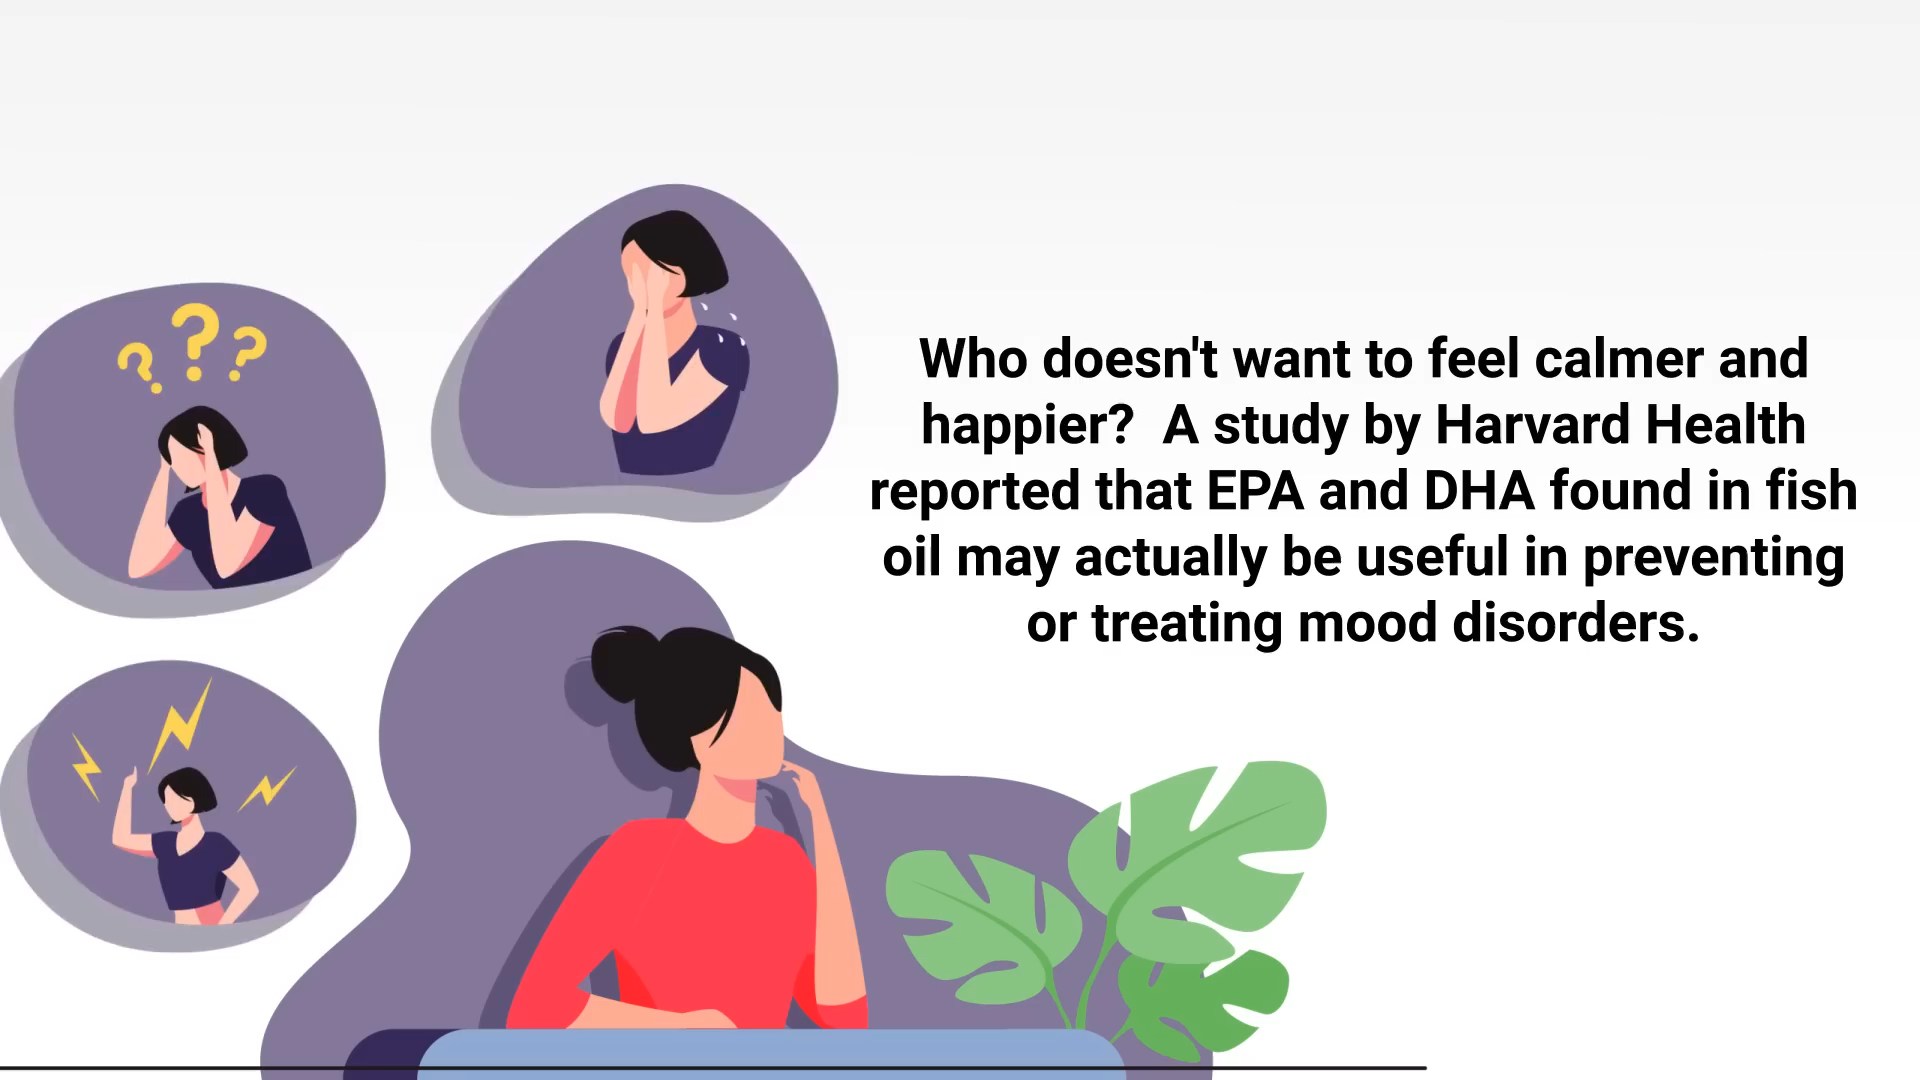 Who doesn't want to feel calmer and
happier?  A study by Harvard Health
reported that EPA and DHA found in fish
oil may actually be useful in preventing
or treating mood disorders.